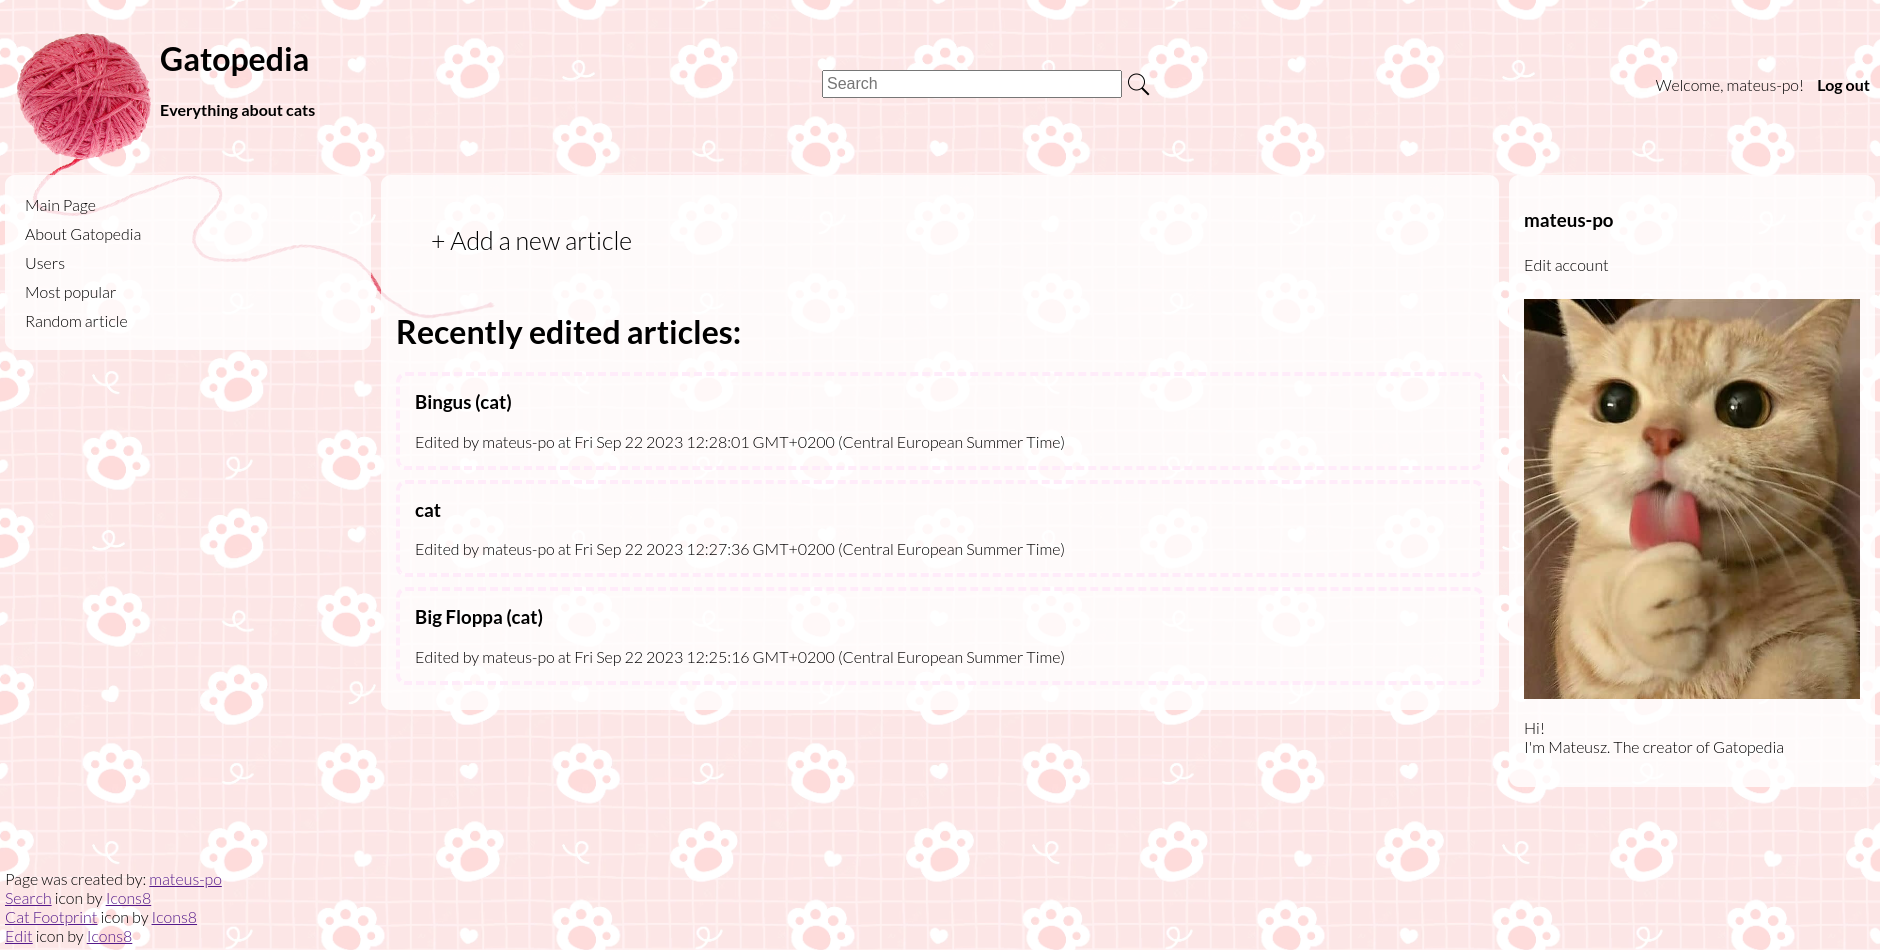 Gatopedia
Everything about cats
Search
Welcome, mateus-po! Log out
Main Page
About Gatopedia
Users
Most popular
Random article
+ Add a new article
Recently edited articles:
Bingus (cat)
Edited by mateus-po at Fri Sep 22 2023 12:28:01 GMT+0200 (Central European Summer Time)
cat
Edited by mateus-po at Fri Sep 22 2023 12:27:36 GMT+0200 (Central European Summer Time)
Big Floppa (cat)
Edited by mateus-po at Fri Sep 22 2023 12:25:16 GMT+0200 (Central European Summer Time)
mateus-po
Edit account
Hi!
I'm Mateusz. The creator of Gatopedia
Page was created by: mateus-po
Search icon by Icons8
Cat Footprint icon by Icons8
Edit icon by Icons8